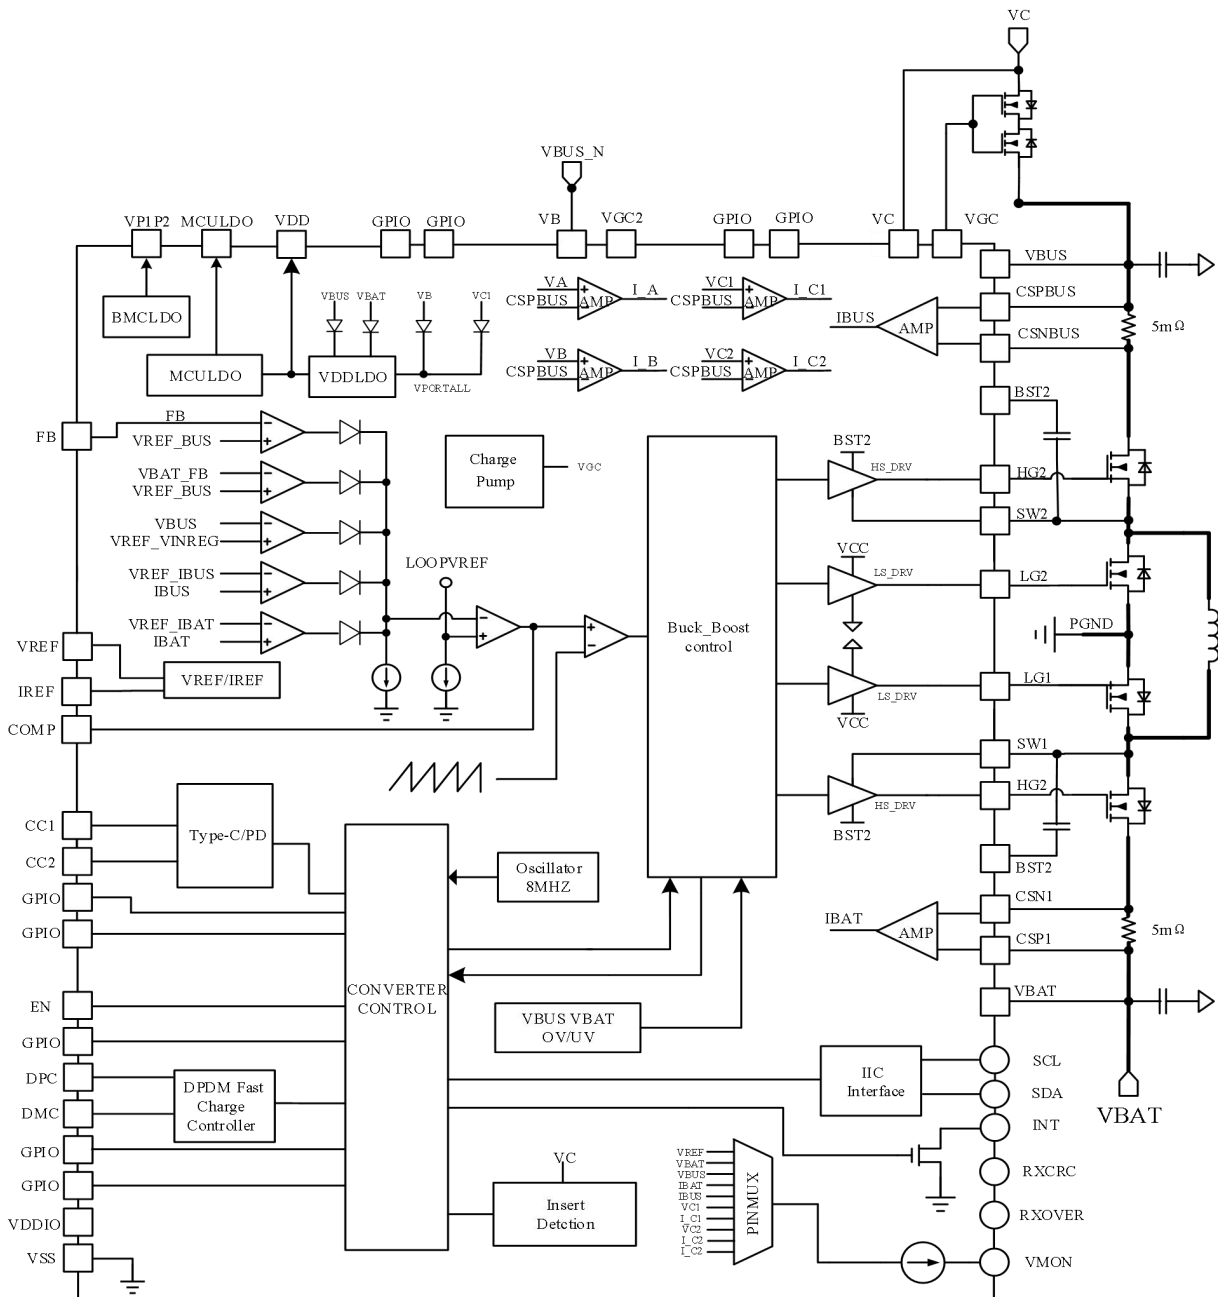 VC
VBUS_N
VP1P2
MCULDO
VDD
GPIO
GPIO
VB
VGC2
GPIO
GPIO
VC
VGC
VBUS
CSPBUS
CSNBUS
5mΩ
BMCLDO
MCULDO
VDDLDO
VBUS
VBAT
VB
VC1
VPORTALL
VA
CSPBUS
AMP
I_A
VC1
CSPBUS
AMP
I_C1
VB
CSPBUS
AMP
I_B
VC2
CSPBUS
AMP
I_C2
IBUS
AMP
BST2
FB
FB
VREF_BUS
VBAT_FB
VREF_BUS
VBUS
VREF_VINREG
VREF_IBUS
IBUS
VREF_IBAT
IBAT
Charge
Pump
VGC
LOOPVREF
Buck_Boost
control
BST2
HS_DRV
HG2
SW2
VCC
LS_DRV
LG2
PGND
LG1
LS_DRV
VCC
SW1
HG2
HS_DRV
BST2
BST2
VREF
IREF
VREF/IREF
COMP
CC1
CC2
Type-C/PD
GPIO
GPIO
EN
GPIO
DPC
DMC
DPDM Fast
Charge
Controller
GPIO
GPIO
VDDIO
VSS
CONVERTER
CONTROL
Oscillator
8MHZ
VBUS VBAT
OV/UV
VC
Insert
Detction
CSN1
IBAT
AMP
CSP1
5mΩ
VBAT
IIC
Interface
SCL
SDA
INT
VBAT
RXCRC
RXOVER
VMON
VREF
VBAT
VBUS
IBAT
IBUS
VC1
I_C1
VC2
I_C2
I_C2
PINMUX